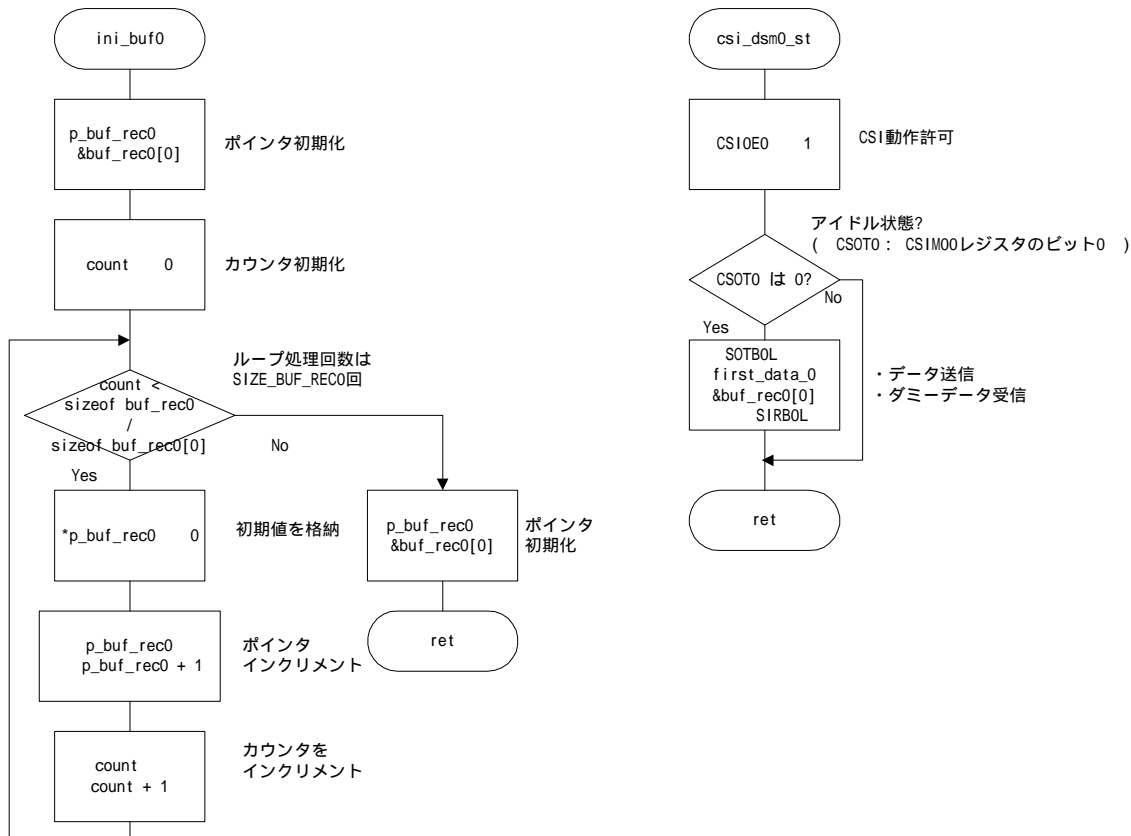 ini_buf0
p_buf_rec0
&buf_rec0[0]
ポインタ初期化
count 0
カウンタ初期化
ループ処理回数は
SIZE_BUF_REC0回
count <
sizeof buf_rec0
/
sizeof buf_rec0[0]
No
Yes
*p_buf_rec0 0
初期値を格納
p_buf_rec0
&buf_rec0[0]
ポインタ
初期化
ret
p_buf_rec0
p_buf_rec0 + 1
ポインタ
インクリメント
count
count + 1
カウンタを
インクリメント
csi_dsm0_st
CSI0E0 1
CSI動作許可
アイドル状態?
( CSOT0 : CSIM00レジスタのビット0 )
CSOT0 は 0?
No
Yes
SOTB0L
first_data_0
&buf_rec0[0]
SIRB0L
・データ送信
・ダミーデータ受信
ret